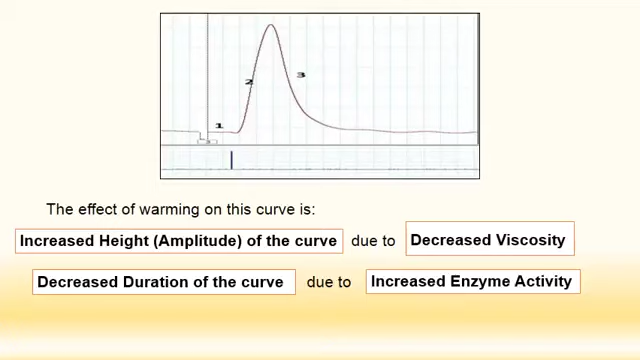 2
3
1
The effect of warming on this curve is:
Increased Height (Amplitude) of the curve due to Decreased Viscosity
Decreased Duration of the curve due to Increased Enzyme Activity